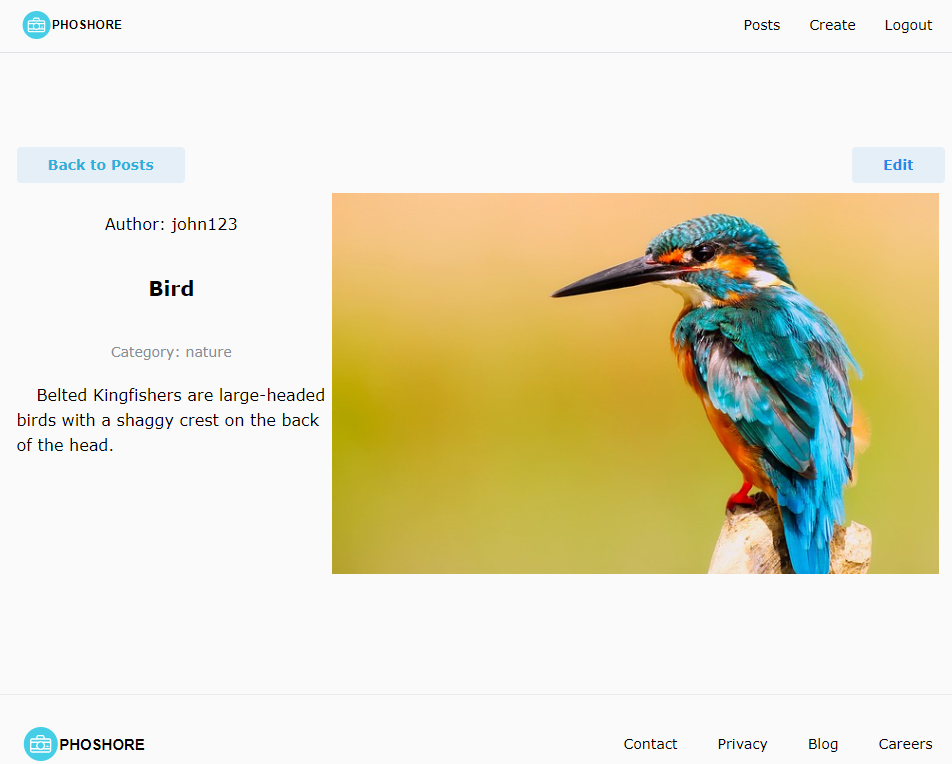 PHOSHORE
Posts
Create
Logout
Back to Posts
Edit
Author: john123
Bird
Category: nature
Belted Kingfishers are large-headed
birds with a shaggy crest on the back
of the head.
PHOSHORE
Contact
Privacy
Blog
Careers